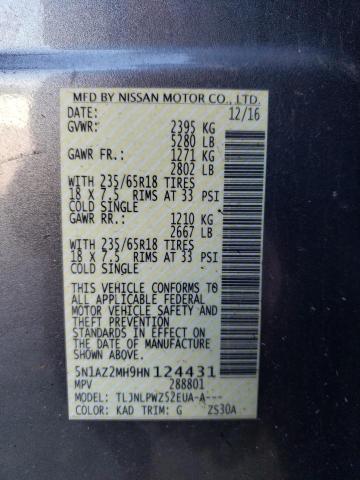 MFD BY NISSAN MOTOR CO., LTD.
DATE: 12/16
GVWR: 2395 KG
5280 LB
GAWR FR.: 1271 KG
2802 LB
WITH 235/65R18 TIRES
18 X 7.5 RIMS AT 33 PSI
COLD SINGLE
GAWR RR.: 1210 KG
2667 LB
WITH 235/65R18 TIRES
18 X 7.5 RIMS AT 33 PSI
COLD SINGLE
THIS VEHICLE CONFORMS TO
ALL APPLICABLE FEDERAL
MOTOR VEHICLE SAFETY AND
THEFT PREVENTION
STANDARDS IN EFFECT ON
THE DATE OF MANUFACTURE
SHOWN ABOVE.
5N1AZ2MH9HN124431
MPV 288801
MODEL: TLJNLPWZS2EUA-A---
COLOR: KAD TRIM: G ZS30A